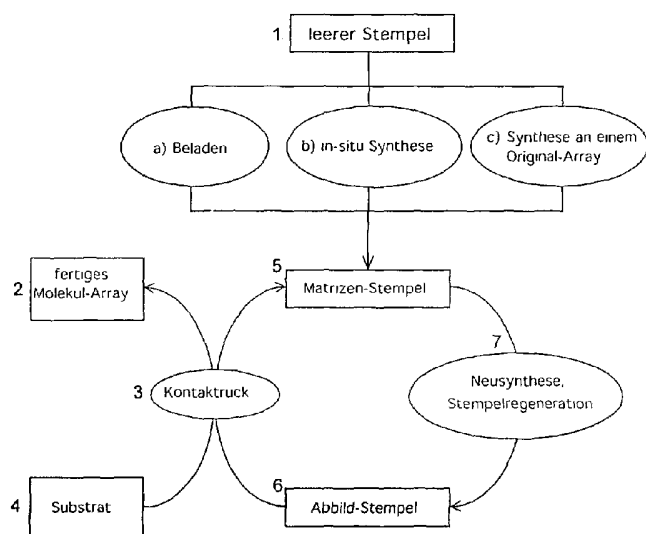 1 leerer Stempel
a) Beladen
b) in-situ Synthese
c) Synthese an einem
Original-Array
5
Matrizen-Stempel
2
fertiges
Molekul-Array
7
Neusynthese,
Stempelregeneration
3 Kontaktruck
6
Abbild-Stempel
4 Substrat